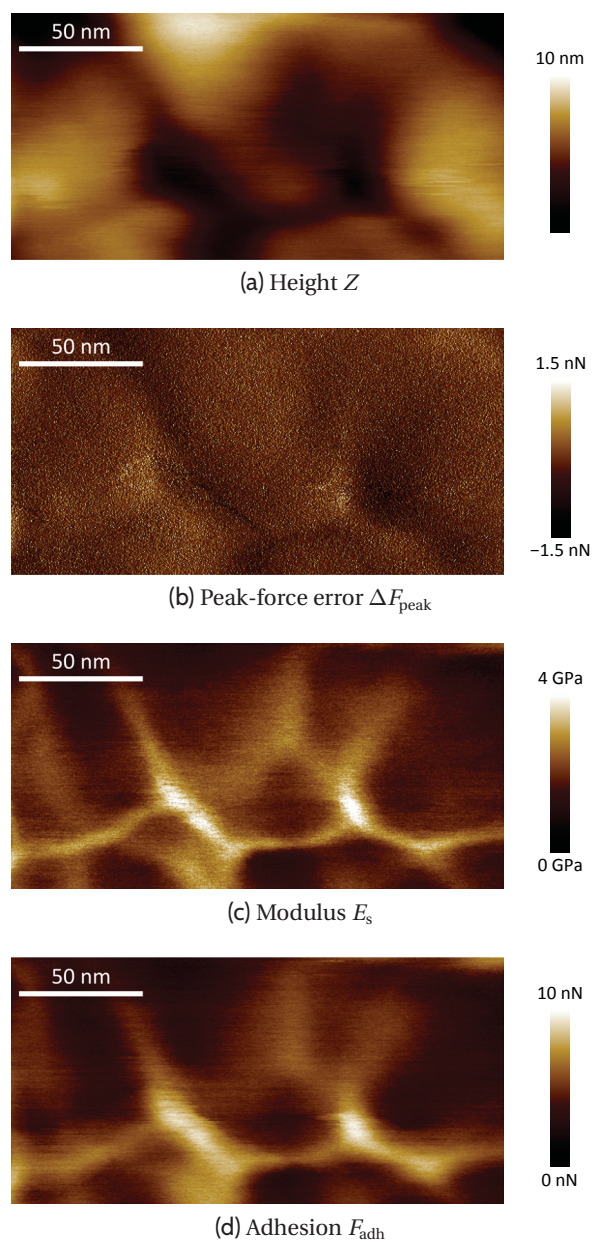 50 nm
10 nm
(a) Height Z
50 nm
1.5 nN
−1.5 nN
(b) Peak-force error ΔFpeak
50 nm
4 GPa
0 GPa
(c) Modulus Es
50 nm
10 nN
0 nN
(d) Adhesion Fadh